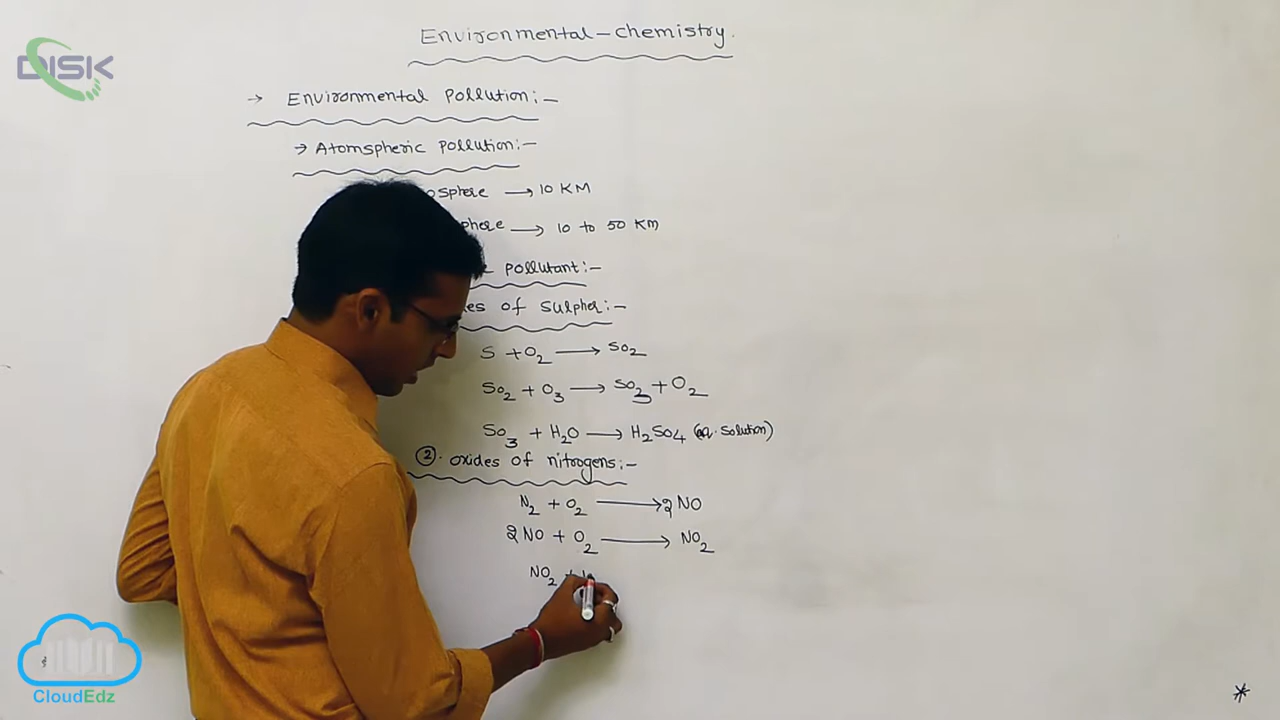 Environmental - chemistry.
DISK
→ Environmental pollution:-
→ Atomspheric pollution:-
osphere → 10 KM
phere → 10 to 50 KM
pollutant:-
es of sulpher:-
S + O₂ → SO₂
SO₂ + O₃ → SO₃ + O₂
SO₃ + H₂O → H₂SO₄ (aq. solution)
②. oxides of nitrogens:-
N₂ + O₂ → 2NO
2NO + O₂ → NO₂
NO₂ +
CloudEdz